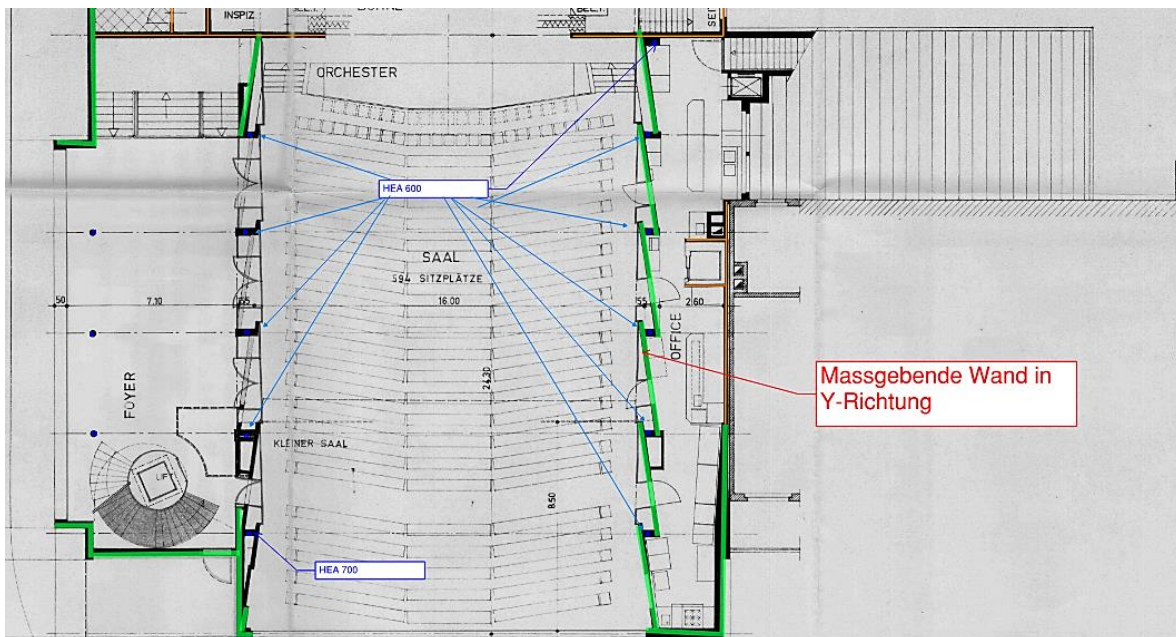 INSPIZ
BÜHNE
ORCHESTER
HEA 600
SAAL
594 SITZPLÄTZE
50
7.10
55
16.00
55
2.60
OFFICE
FOYER
24.30
Massgebende Wand in
Y-Richtung
KLEINER SAAL
LIFT
8.50
HEA 700